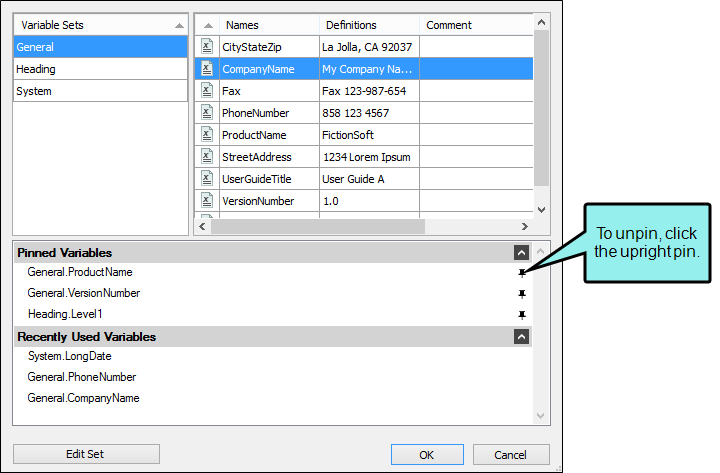 Variable Sets
General
Heading
System
Names Definitions Comment
CityStateZip La Jolla, CA 92037
CompanyName My Company Na...
Fax Fax 123-987-654
PhoneNumber 858 123 4567
ProductName FictionSoft
StreetAddress 1234 Lorem Ipsum
UserGuideTitle User Guide A
VersionNumber 1.0
Pinned Variables
General.ProductName
General.VersionNumber
Heading.Level1
Recently Used Variables
System.LongDate
General.PhoneNumber
General.CompanyName
Edit Set OK Cancel
To unpin, click
the upright pin.